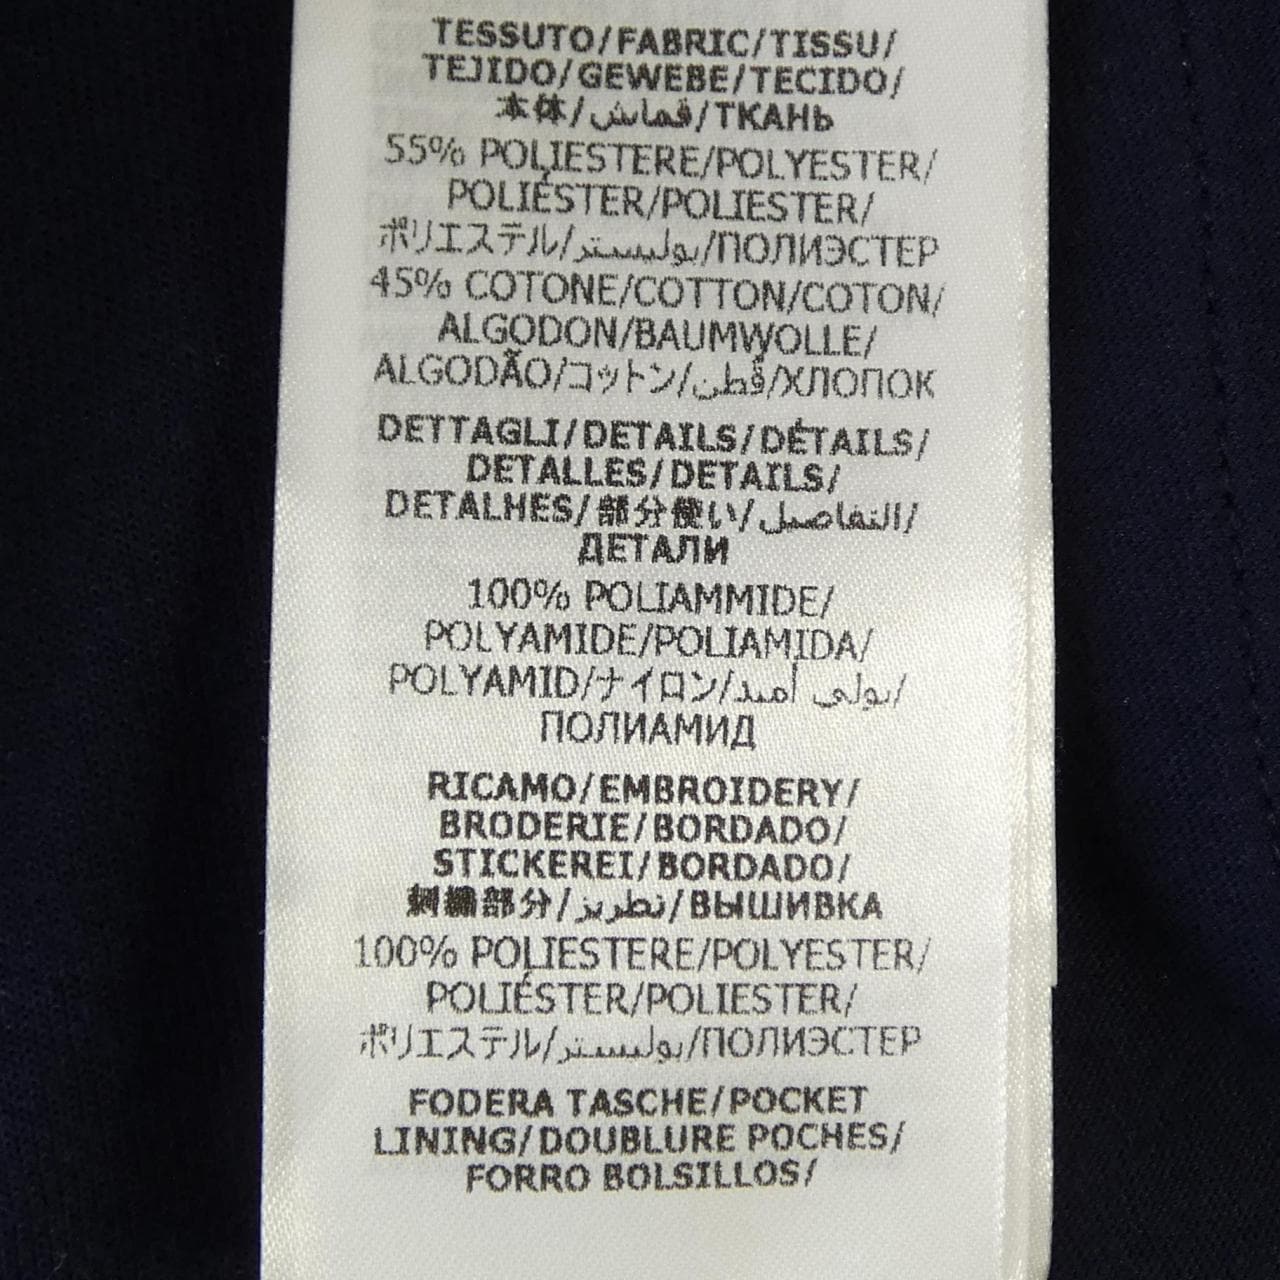 TESSUTO/FABRIC/TISSU/
TEJIDO/GEWEBE/TECIDO/
本体/قماش/ТКАНЬ
55% POLIESTERE/POLYESTER/
POLIÉSTER/POLIESTER/
ポリエステル/بوليستر/ПОЛИЭСТЕР
45% COTONE/COTTON/COTON/
ALGODON/BAUMWOLLE/
ALGODÃO/コットン/قطن/ХЛОПОК
DETTAGLI/DETAILS/DÉTAILS/
DETALLES/DETAILS/
DETALHES/部分使い/التفاصيل/
ДЕТАЛИ
100% POLIAMMIDE/
POLYAMIDE/POLIAMIDA/
POLYAMID/ナイロン/بولي أميد/
ПОЛИАМИД
RICAMO/EMBROIDERY/
BRODERIE/BORDADO/
STICKEREI/BORDADO/
刺繍部分/تطريز/ВЫШИВКА
100% POLIESTERE/POLYESTER/
POLIÉSTER/POLIESTER/
ポリエステル/بوليستر/ПОЛИЭСТЕР
FODERA TASCHE/POCKET
LINING/DOUBLURE POCHES/
FORRO BOLSILLOS/